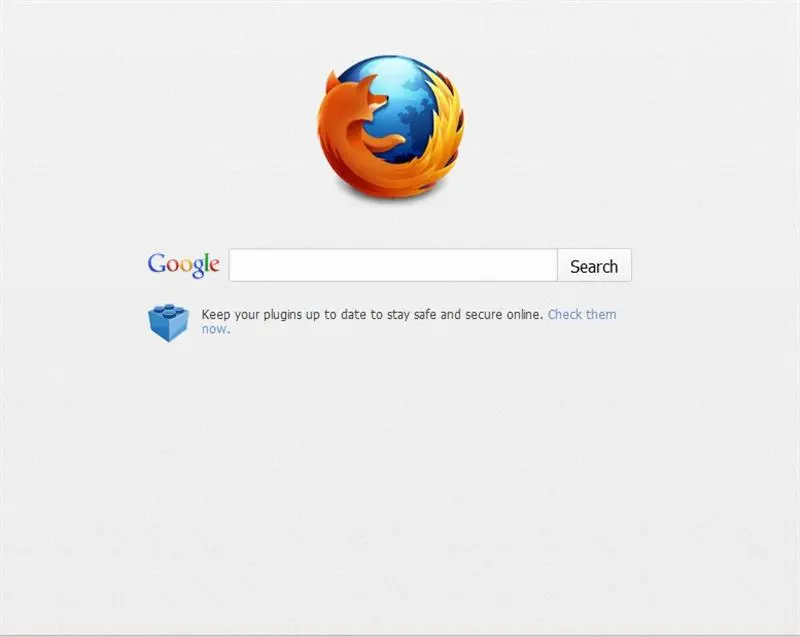 Google
Search
Keep your plugins up to date to stay safe and secure online. Check them
now.